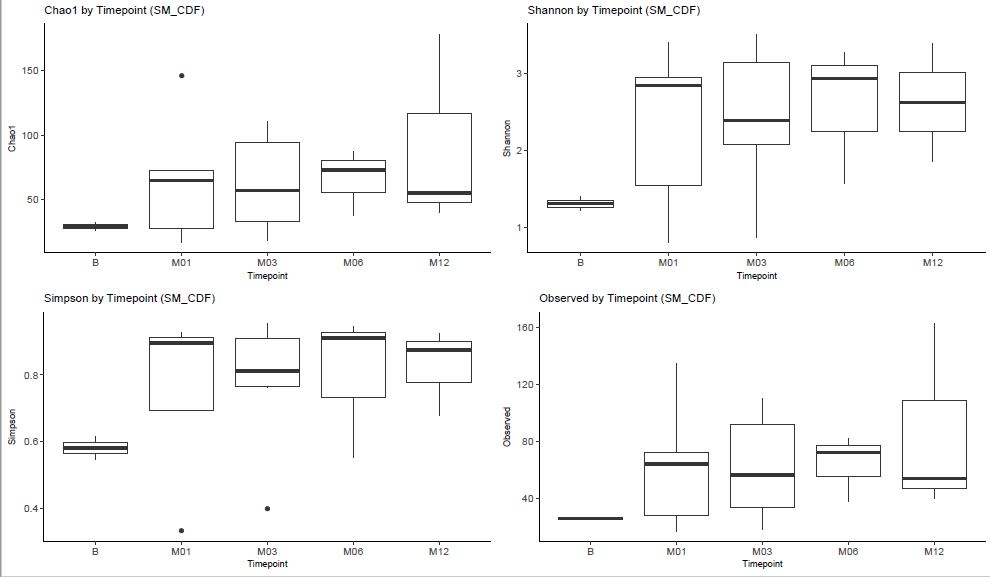 Chao1 by Timepoint (SM_CDF)
150
100
50
Chao1
B M01 M03 M06 M12
Timepoint
Shannon by Timepoint (SM_CDF)
3
2
1
Shannon
B M01 M03 M06 M12
Timepoint
Simpson by Timepoint (SM_CDF)
0.8
0.6
0.4
Simpson
B M01 M03 M06 M12
Timepoint
Observed by Timepoint (SM_CDF)
160
120
80
40
Observed
B M01 M03 M06 M12
Timepoint